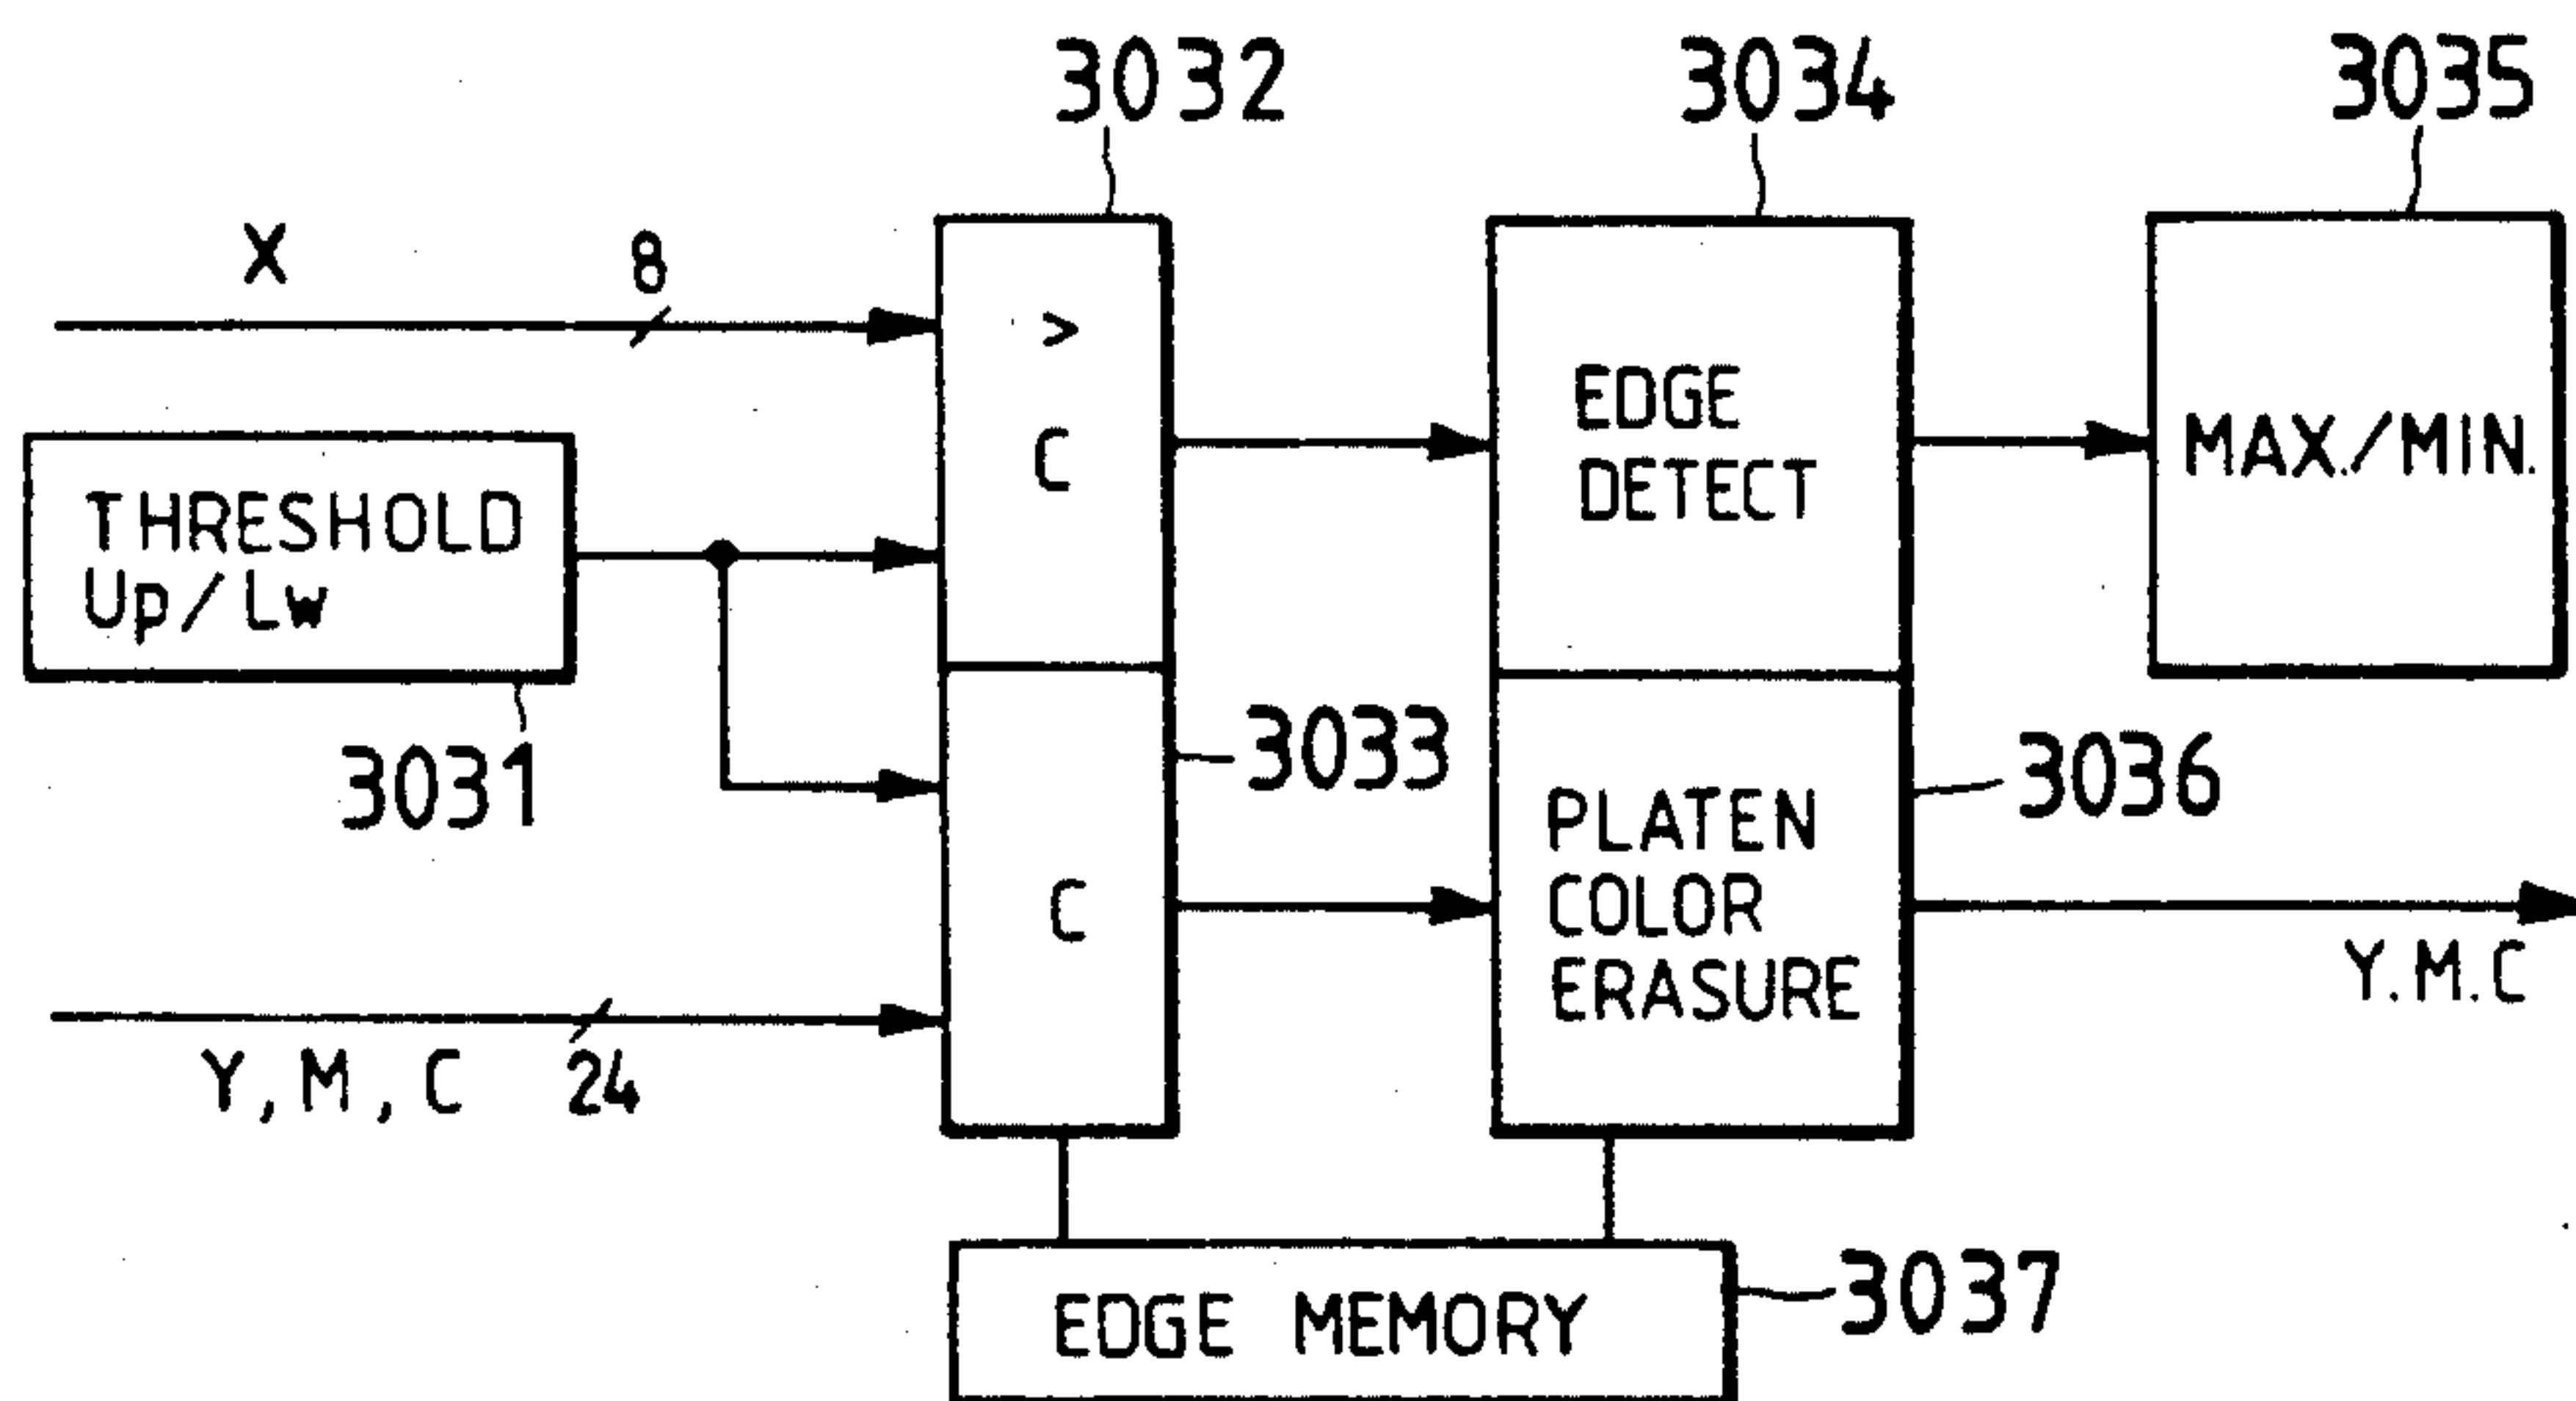 3032
3034
3035
X
8
>
C
EDGE
DETECT
MAX./MIN.
THRESHOLD
Up/Lw
3031
3033
3036
C
PLATEN
COLOR
ERASURE
Y, M, C
24
Y.M.C
EDGE MEMORY
3037